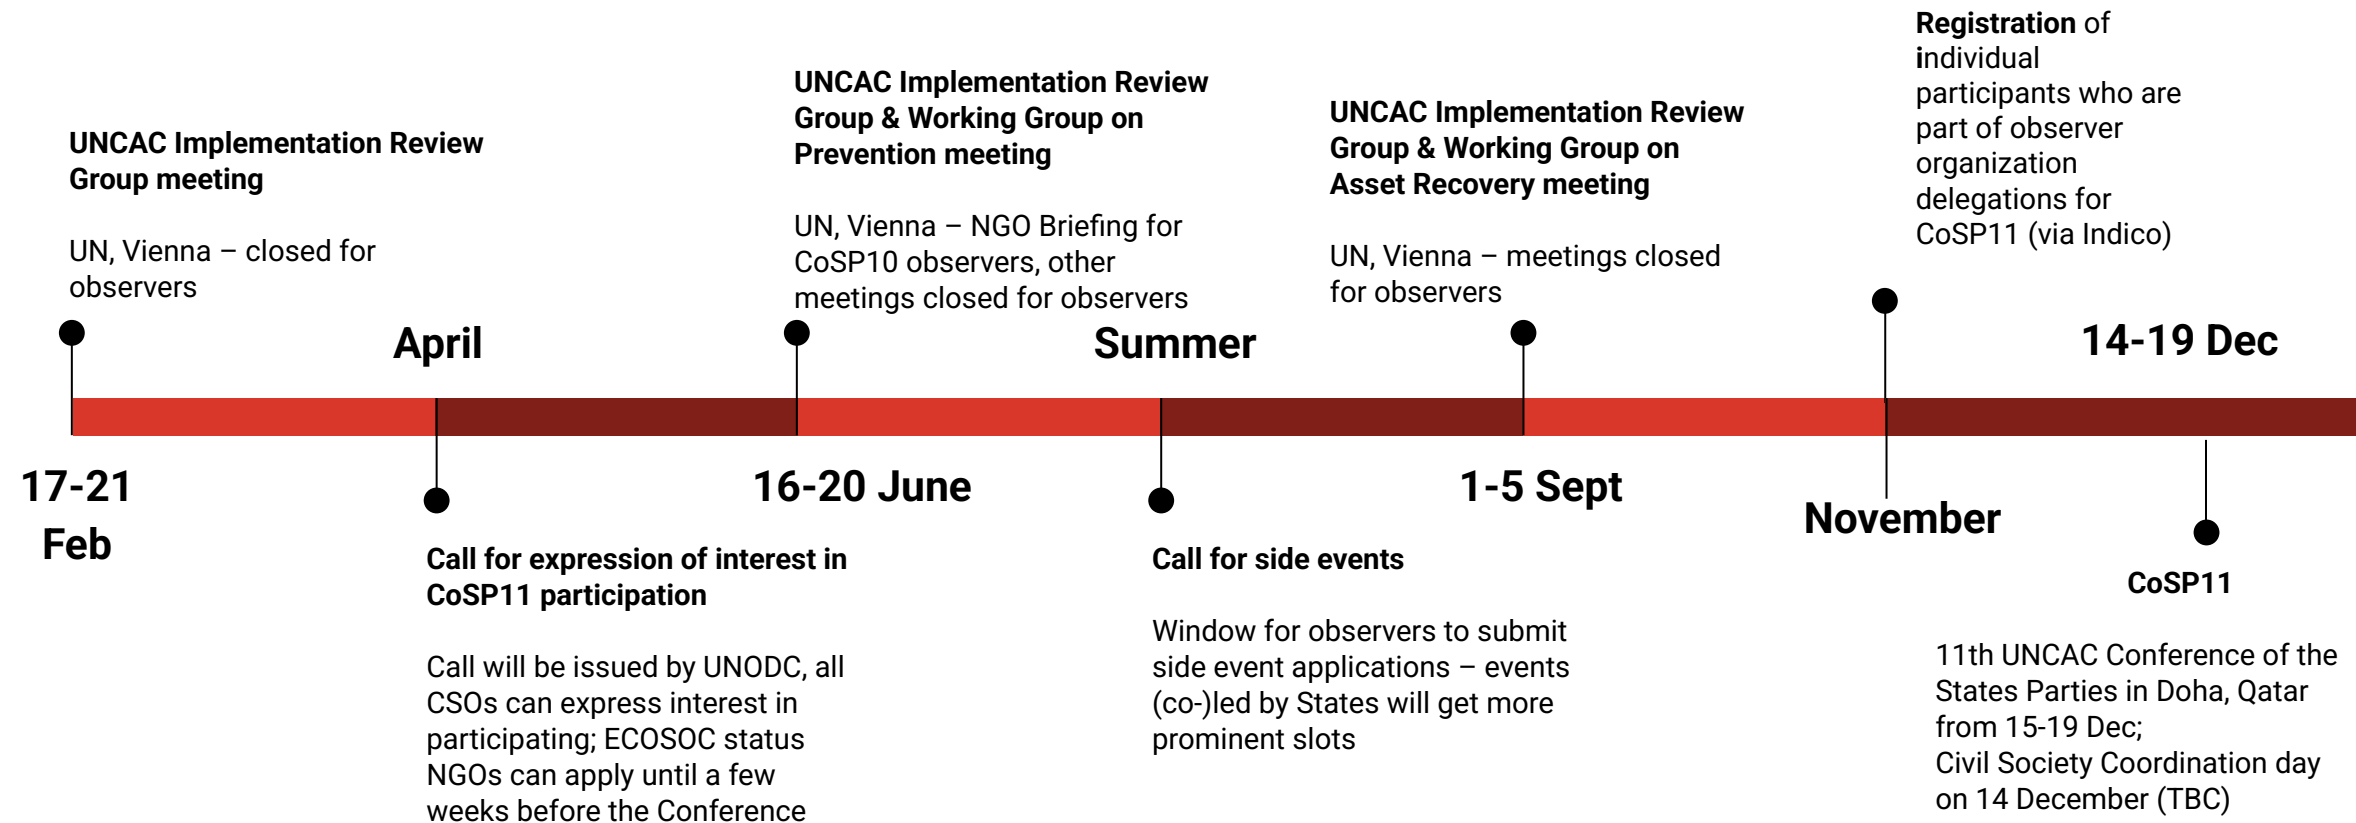 UNCAC Implementation Review
Group meeting
UN, Vienna – closed for
observers
17-21
Feb
April
Call for expression of interest in
CoSP11 participation
Call will be issued by UNODC, all
CSOs can express interest in
participating; ECOSOC status
NGOs can apply until a few
weeks before the Conference
UNCAC Implementation Review
Group & Working Group on
Prevention meeting
UN, Vienna – NGO Briefing for
CoSP10 observers, other
meetings closed for observers
16-20 June
Summer
Call for side events
Window for observers to submit
side event applications – events
(co-)led by States will get more
prominent slots
UNCAC Implementation Review
Group & Working Group on
Asset Recovery meeting
UN, Vienna – meetings closed
for observers
1-5 Sept
Registration of
individual
participants who are
part of observer
organization
delegations for
CoSP11 (via Indico)
November
14-19 Dec
CoSP11
11th UNCAC Conference of the
States Parties in Doha, Qatar
from 15-19 Dec;
Civil Society Coordination day
on 14 December (TBC)